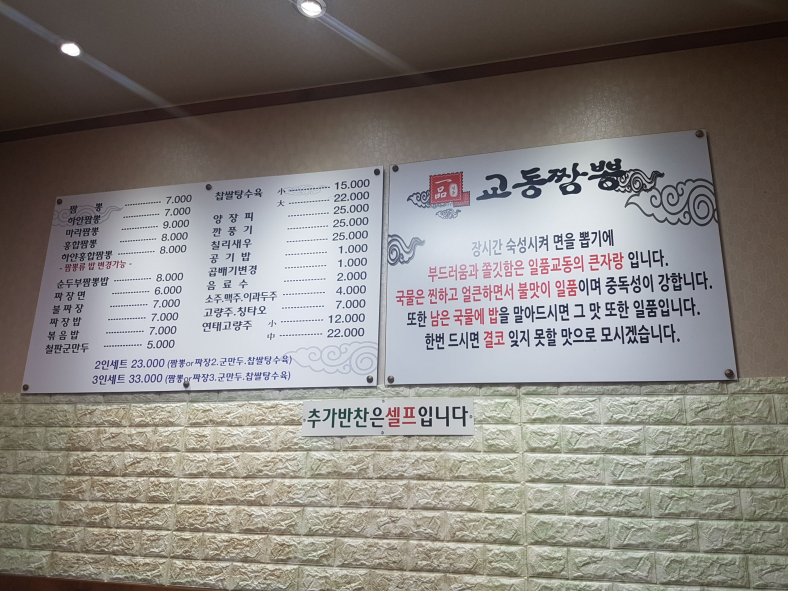 짬 뽕 7.000
하얀짬뽕 7.000
마라짬뽕 9.000
홍합짬뽕 8.000
하얀홍합짬뽕 8.000
- 짬뽕류 밥 변경가능 -
순두부짬뽕밥 8.000
짜 장 면 6.000
불 짜 장 7.000
짜 장 밥 7.000
볶 음 밥 7.000
철판군만두 5.000
찹쌀탕수육 小 15.000
大 22.000
양 장 피 25.000
깐 풍 기 25.000
칠리새우 25.000
공 기 밥 1.000
곱배기변경 1.000
음 료 수 2.000
소주.맥주.이과두주 4.000
고량주.칭타오 7.000
연태고량주 小 12.000
中 22.000
2인세트 23.000 (짬뽕or짜장2.군만두.찹쌀탕수육)
3인세트 33.000 (짬뽕or짜장3.군만두.찹쌀탕수육)
교동짬뽕
장시간 숙성시켜 면을 뽑기에
부드러움과 쫄깃함은 일품교동의 큰자랑 입니다.
국물은 찐하고 얼큰하면서 불맛이 일품이며 중독성이 강합니다.
또한 남은 국물에 밥을 말아드시면 그 맛 또한 일품입니다.
한번 드시면 결코 잊지 못할 맛으로 모시겠습니다.
추가반찬은셀프입니다